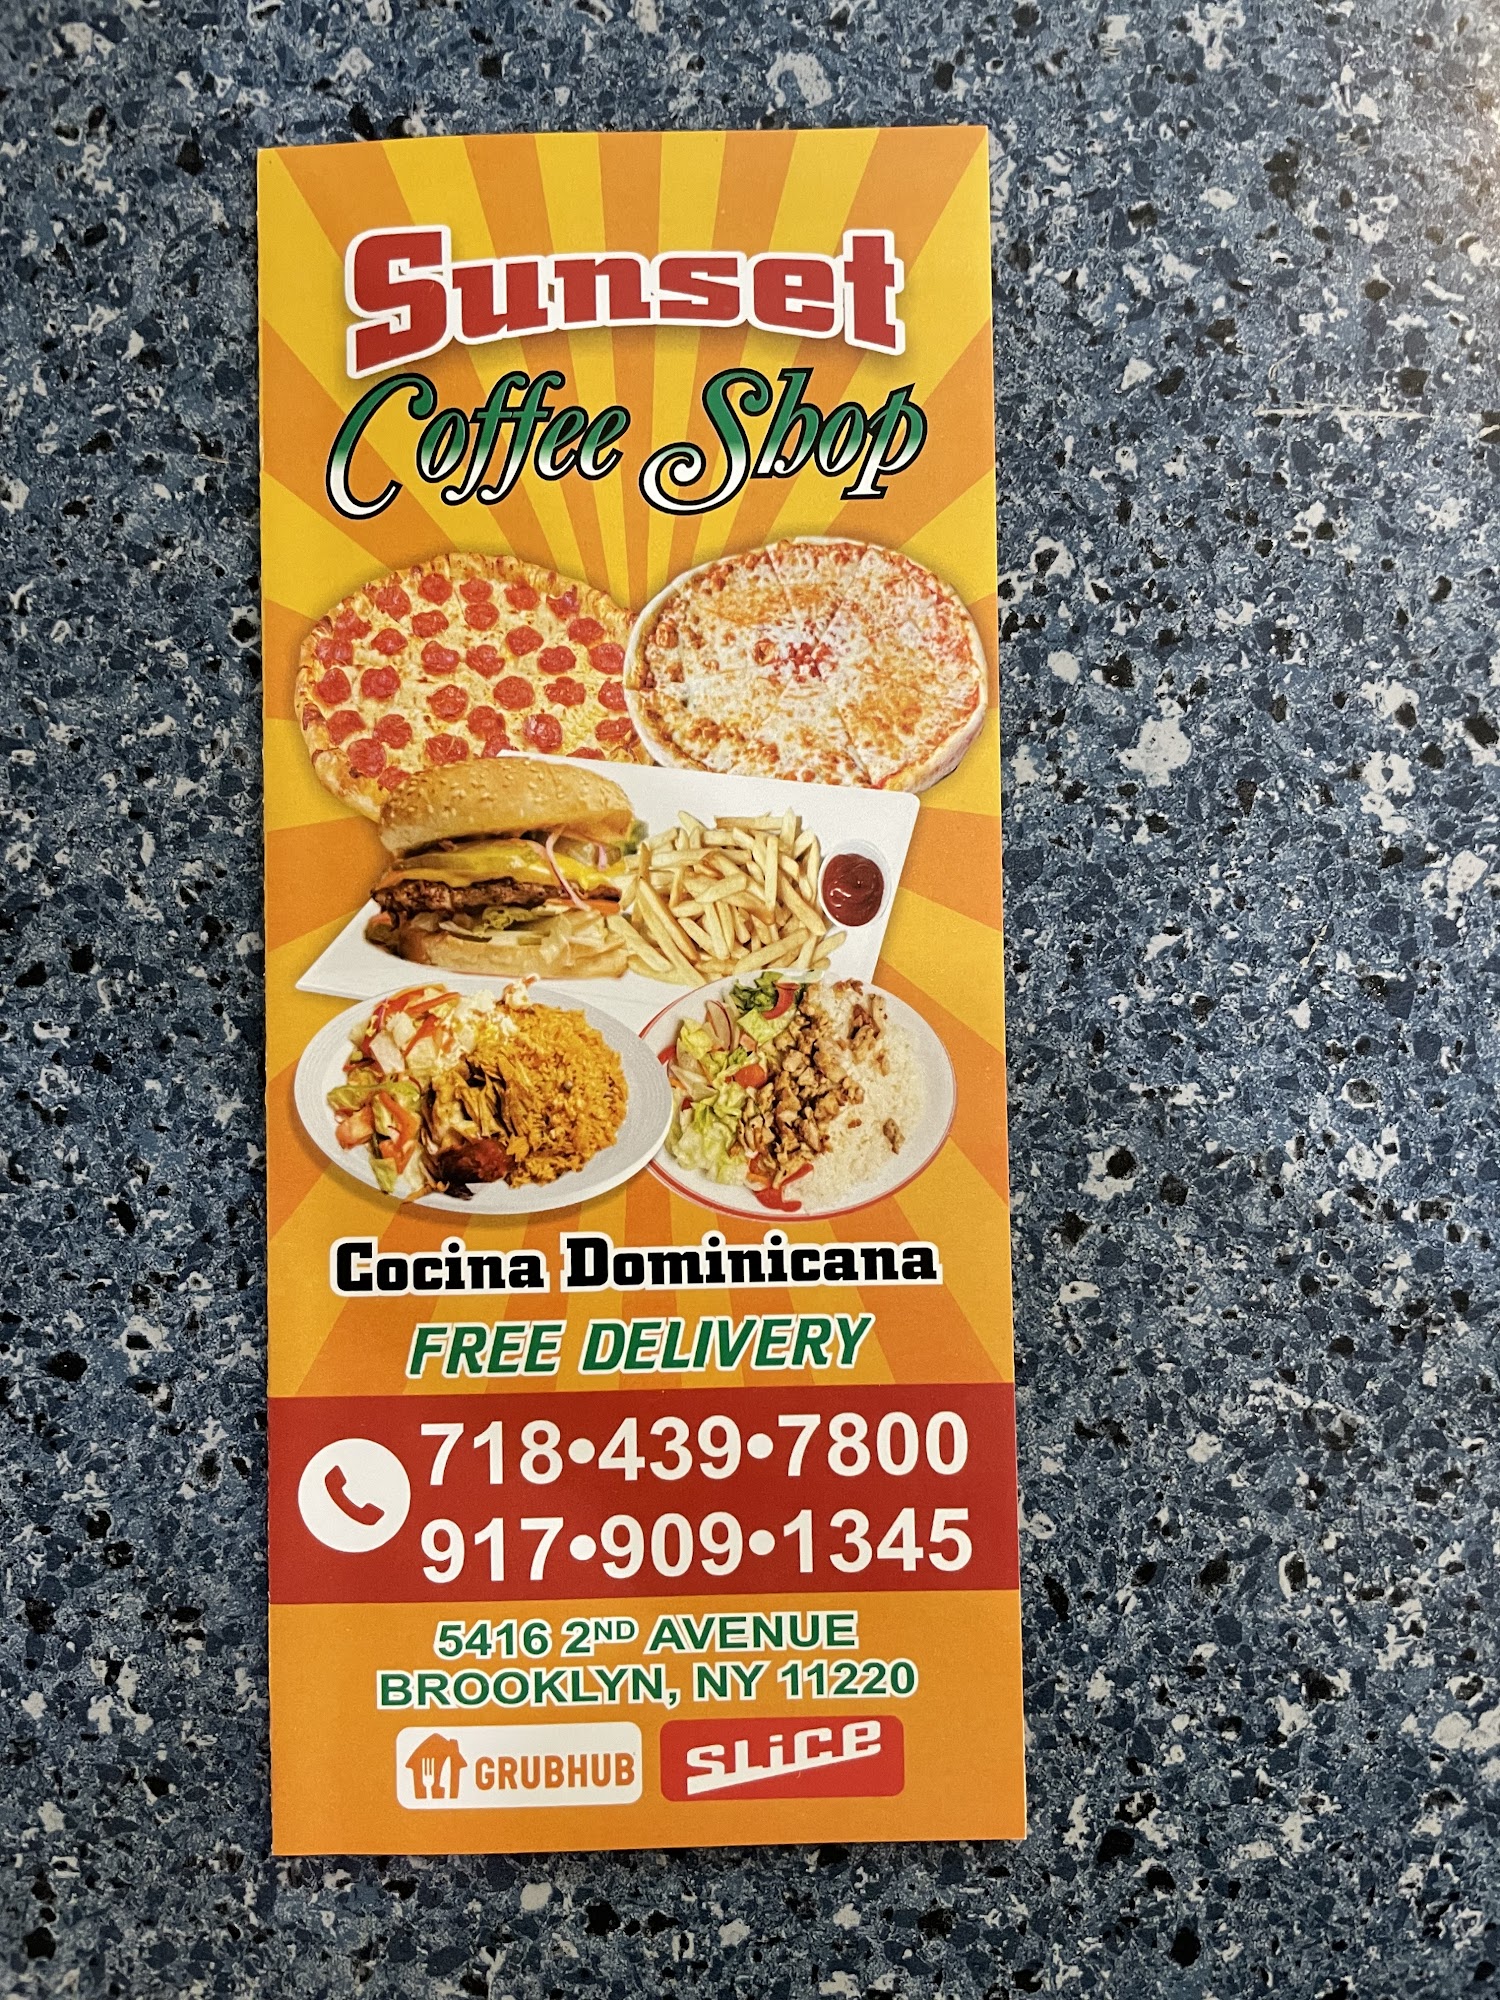 Sunset
Coffee Shop
Cocina Dominicana
FREE DELIVERY
718•439•7800
917•909•1345
5416 2ND AVENUE
BROOKLYN, NY 11220
GRUBHUB SLiCe